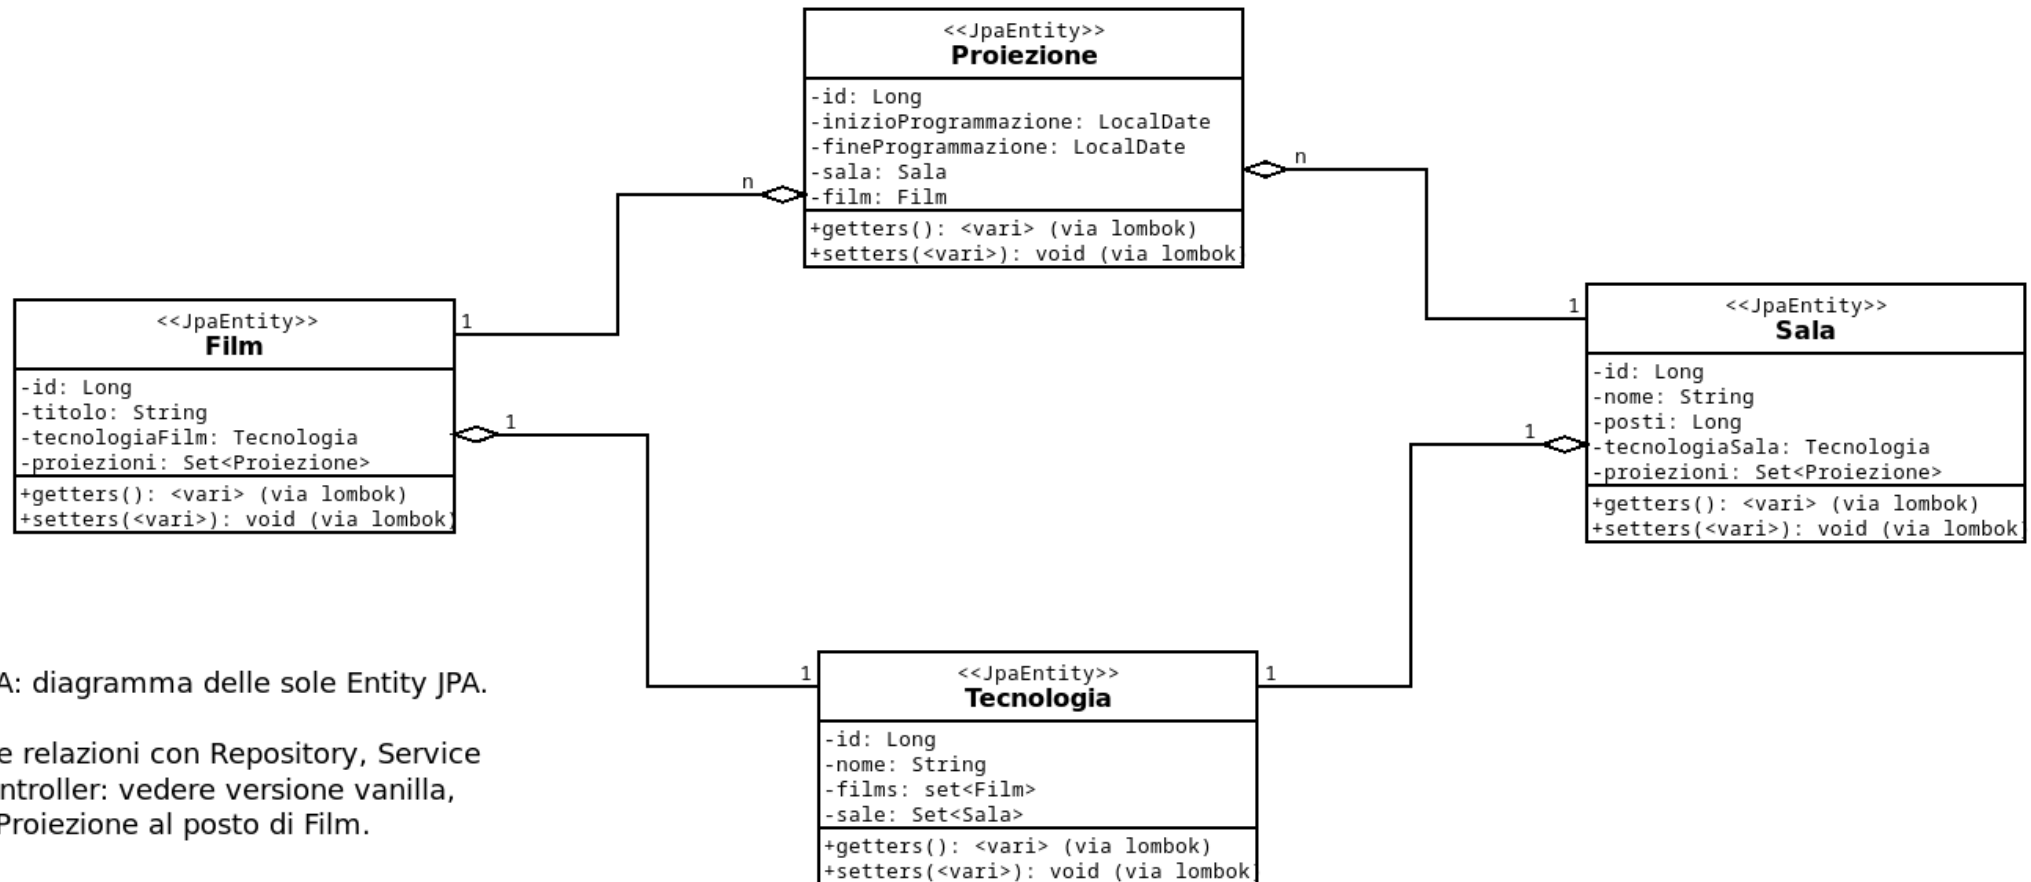 <<JpaEntity>>
Proiezione
-id: Long
-inizioProgrammazione: LocalDate
-fineProgrammazione: LocalDate
-sala: Sala
-film: Film
+getters(): <vari> (via lombok)
+setters(<vari>): void (via lombok)
n
n
1
1
<<JpaEntity>>
Film
-id: Long
-titolo: String
-tecnologiaFilm: Tecnologia
-proiezioni: Set<Proiezione>
+getters(): <vari> (via lombok)
+setters(<vari>): void (via lombok)
1
<<JpaEntity>>
Sala
-id: Long
-nome: String
-posti: Long
-tecnologiaSala: Tecnologia
-proiezioni: Set<Proiezione>
+getters(): <vari> (via lombok)
+setters(<vari>): void (via lombok
1
1
1
<<JpaEntity>>
Tecnologia
-id: Long
-nome: String
-films: set<Film>
-sale: Set<Sala>
+getters(): <vari> (via lombok)
+setters(<vari>): void (via lombok)
A: diagramma delle sole Entity JPA.
e relazioni con Repository, Service
ntroller: vedere versione vanilla,
Proiezione al posto di Film.